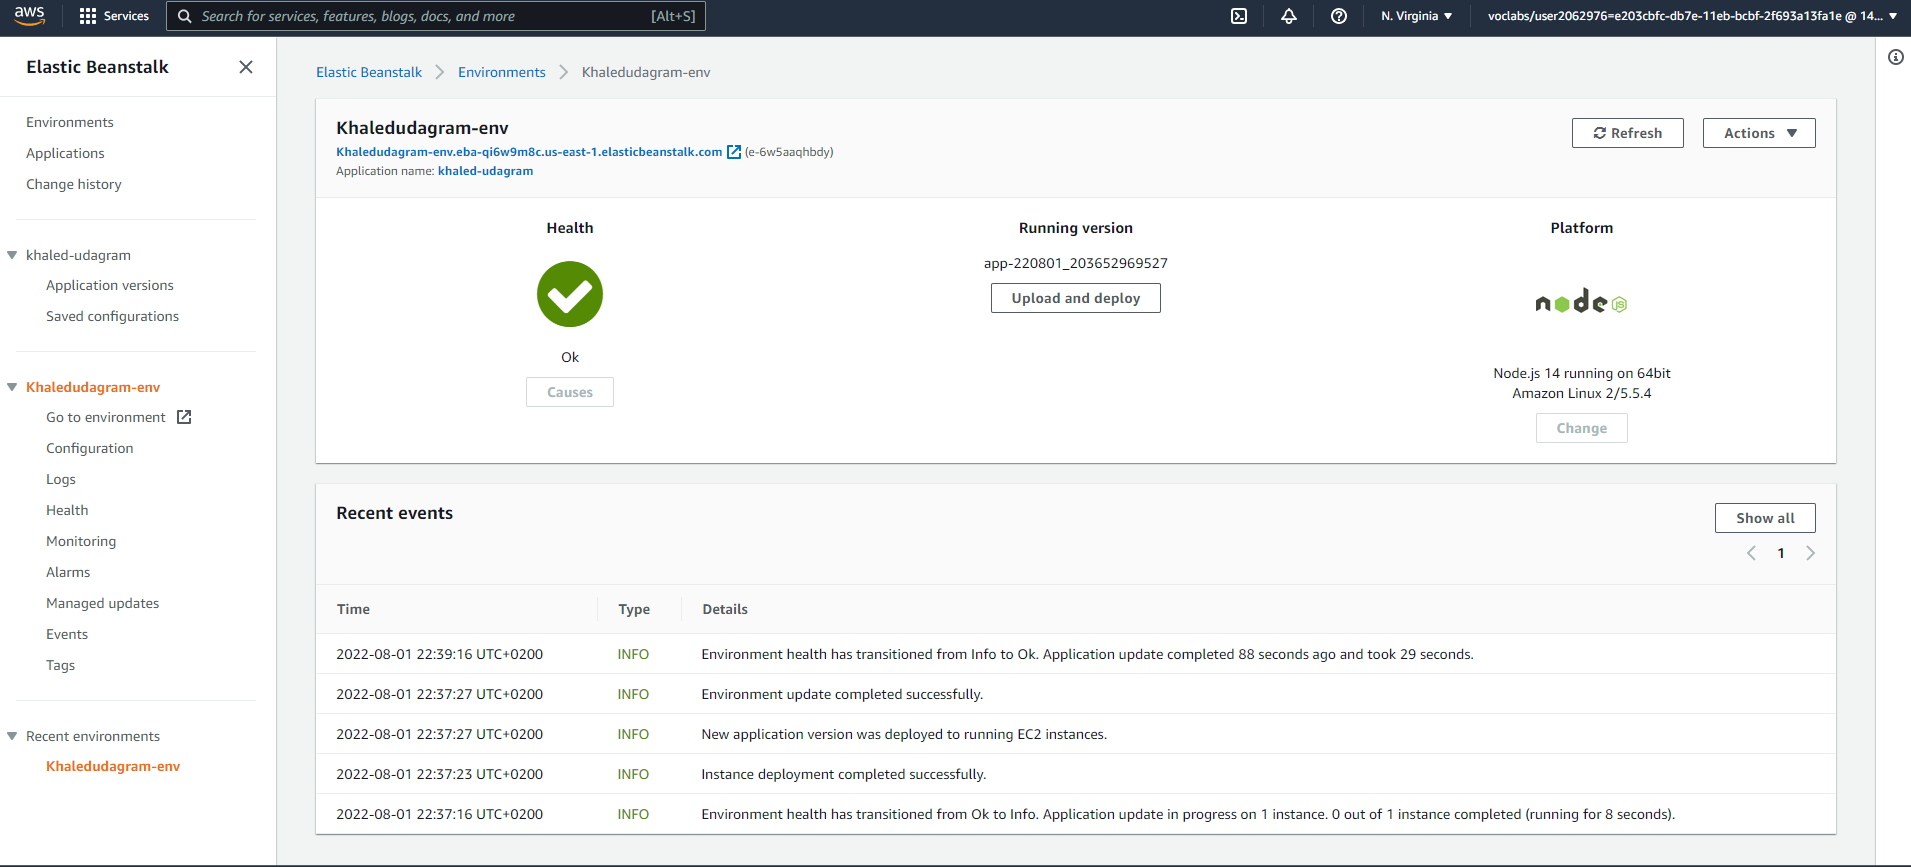 aws Services Search for services, features, blogs, docs, and more [Alt+S] N. Virginia voclabs/user2062976=e203cbfc-db7e-11eb-bcbf-2f693a13fa1e @ 14...
Elastic Beanstalk
Environments
Applications
Change history
khaled-udagram
Application versions
Saved configurations
Khaledudagram-env
Go to environment
Configuration
Logs
Health
Monitoring
Alarms
Managed updates
Events
Tags
Recent environments
Khaledudagram-env
Elastic Beanstalk Environments Khaledudagram-env
Khaledudagram-env
Khaledudagram-env.eba-qi6w9m8c.us-east-1.elasticbeanstalk.com (e-6w5aaqhbdy)
Application name: khaled-udagram
Refresh Actions
Health
Ok
Causes
Running version
app-220801_203652969527
Upload and deploy
Platform
node JS
Node.js 14 running on 64bit
Amazon Linux 2/5.5.4
Change
Recent events
Show all
1
Time Type Details
2022-08-01 22:39:16 UTC+0200 INFO Environment health has transitioned from Info to Ok. Application update completed 88 seconds ago and took 29 seconds.
2022-08-01 22:37:27 UTC+0200 INFO Environment update completed successfully.
2022-08-01 22:37:27 UTC+0200 INFO New application version was deployed to running EC2 instances.
2022-08-01 22:37:23 UTC+0200 INFO Instance deployment completed successfully.
2022-08-01 22:37:16 UTC+0200 INFO Environment health has transitioned from Ok to Info. Application update in progress on 1 instance. 0 out of 1 instance completed (running for 8 seconds).